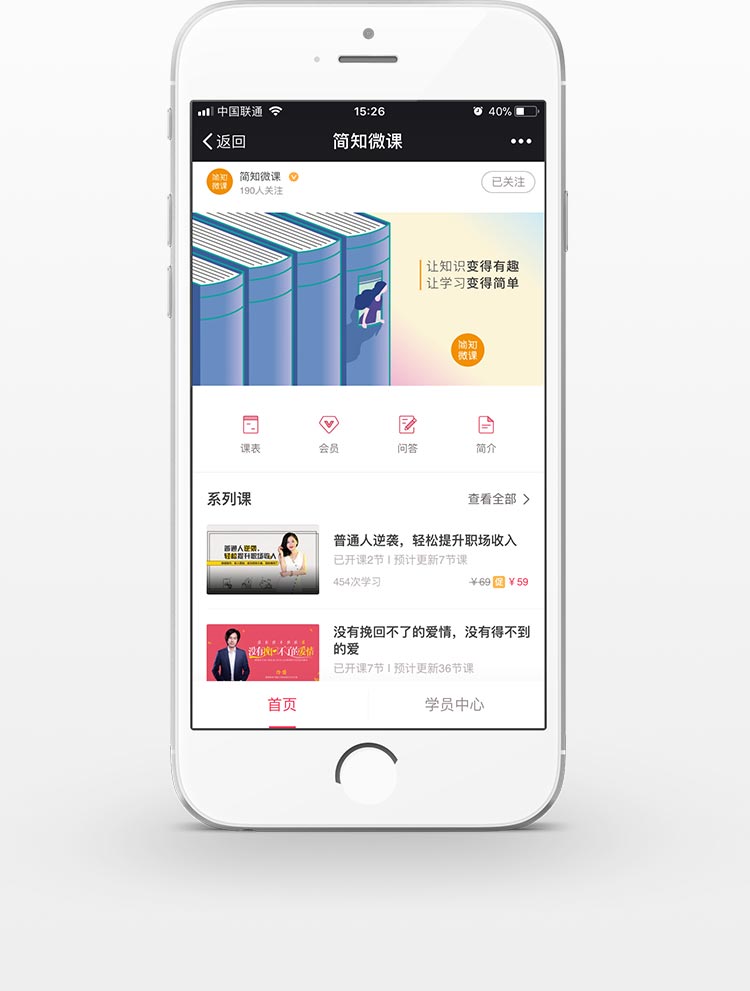 中国联通
15:26
40%
返回
简知微课
简知
微课
简知微课
190人关注
已关注
让知识变得有趣
让学习变得简单
简知
微课
课表
会员
问答
简介
系列课
查看全部
普通人逆袭，
轻松提升职场收入
普通人逆袭，轻松提升职场收入
已开课2节 | 预计更新7节课
454次学习
¥69 促 ¥59
没有挽回不了的爱情
没有挽回不了的爱情，没有得不到
的爱
已开课7节 | 预计更新36节课
首页
学员中心